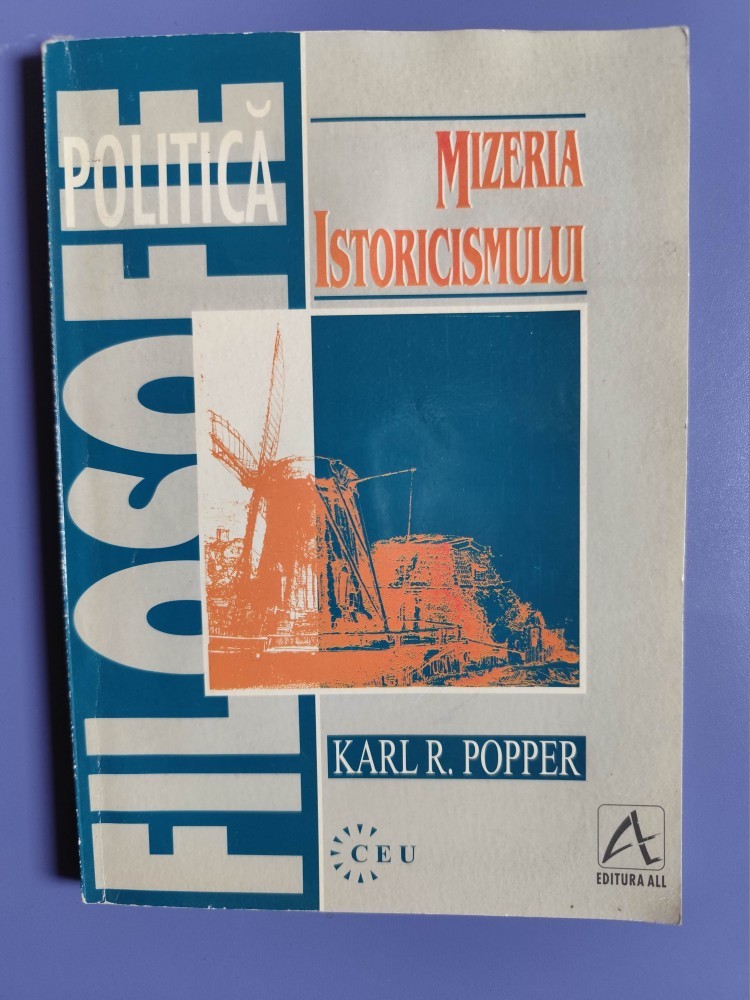 FILOSOFIE
POLITICĂ
MIZERIA
ISTORICISMULUI
KARL R. POPPER
CEU
EDITURA ALL